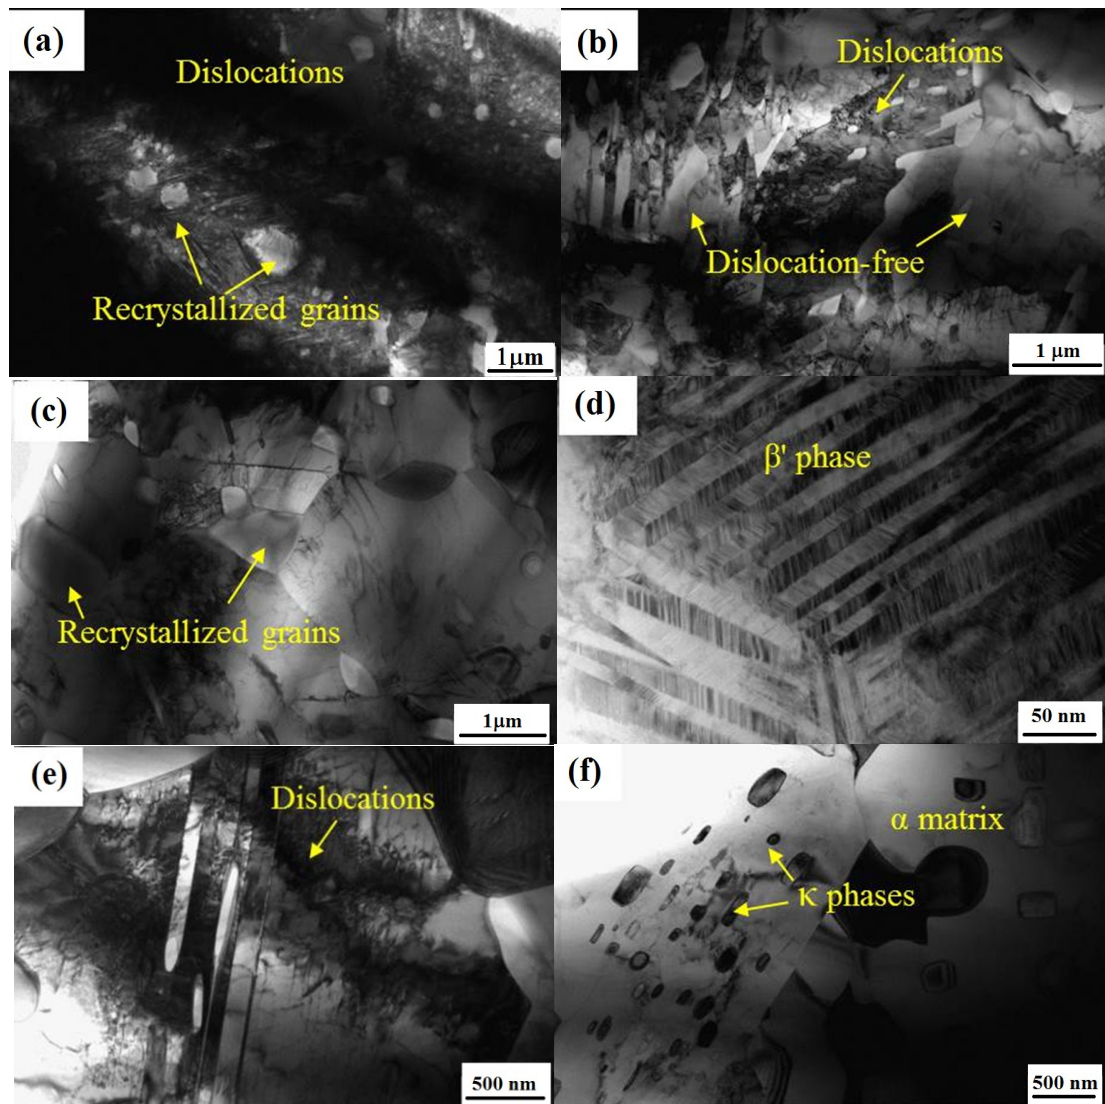 (a)
Dislocations
Recrystallized grains
1μm
(b)
Dislocations
Dislocation-free
1 μm
(c)
Recrystallized grains
1μm
(d)
β' phase
50 nm
(e)
Dislocations
500 nm
(f)
α matrix
κ phases
500 nm